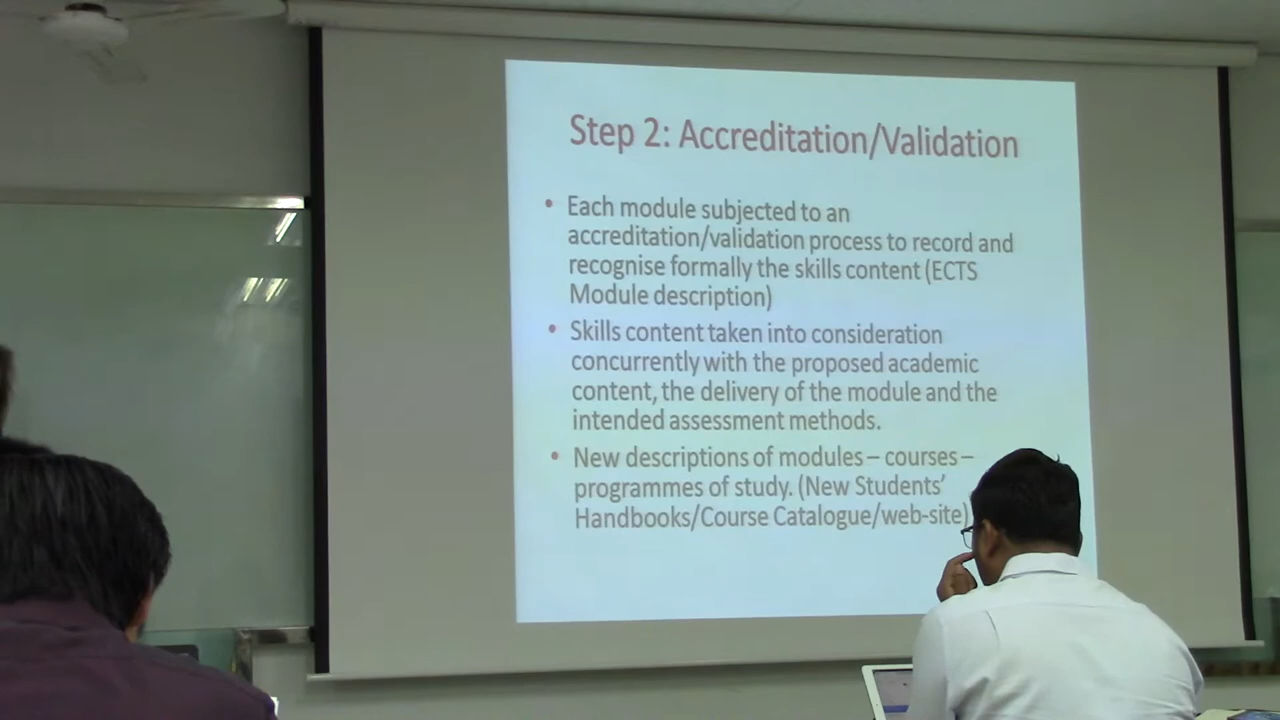 Step 2: Accreditation/Validation
• Each module subjected to an
accreditation/validation process to record and
recognise formally the skills content (ECTS
Module description)
• Skills content taken into consideration
concurrently with the proposed academic
content, the delivery of the module and the
intended assessment methods.
• New descriptions of modules – courses –
programmes of study. (New Students'
Handbooks/Course Catalogue/web-site)